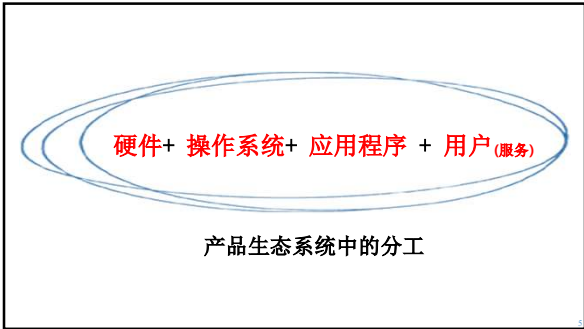 硬件+ 操作系统+ 应用程序 + 用户(服务)
产品生态系统中的分工